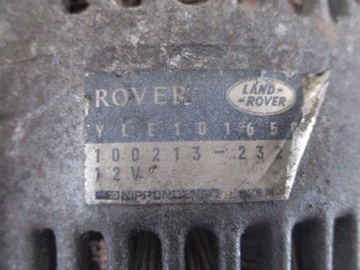 ROVER
LAND-
-ROVER
YLE10165
100213-232
12V